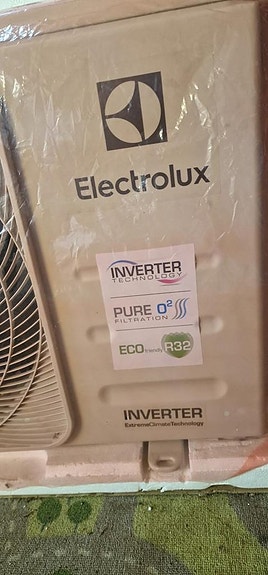 Electrolux
INVERTER
TECHNOLOGY
PURE O²
FILTRATION
ECO friendly R32
INVERTER
ExtremeClimateTechnology